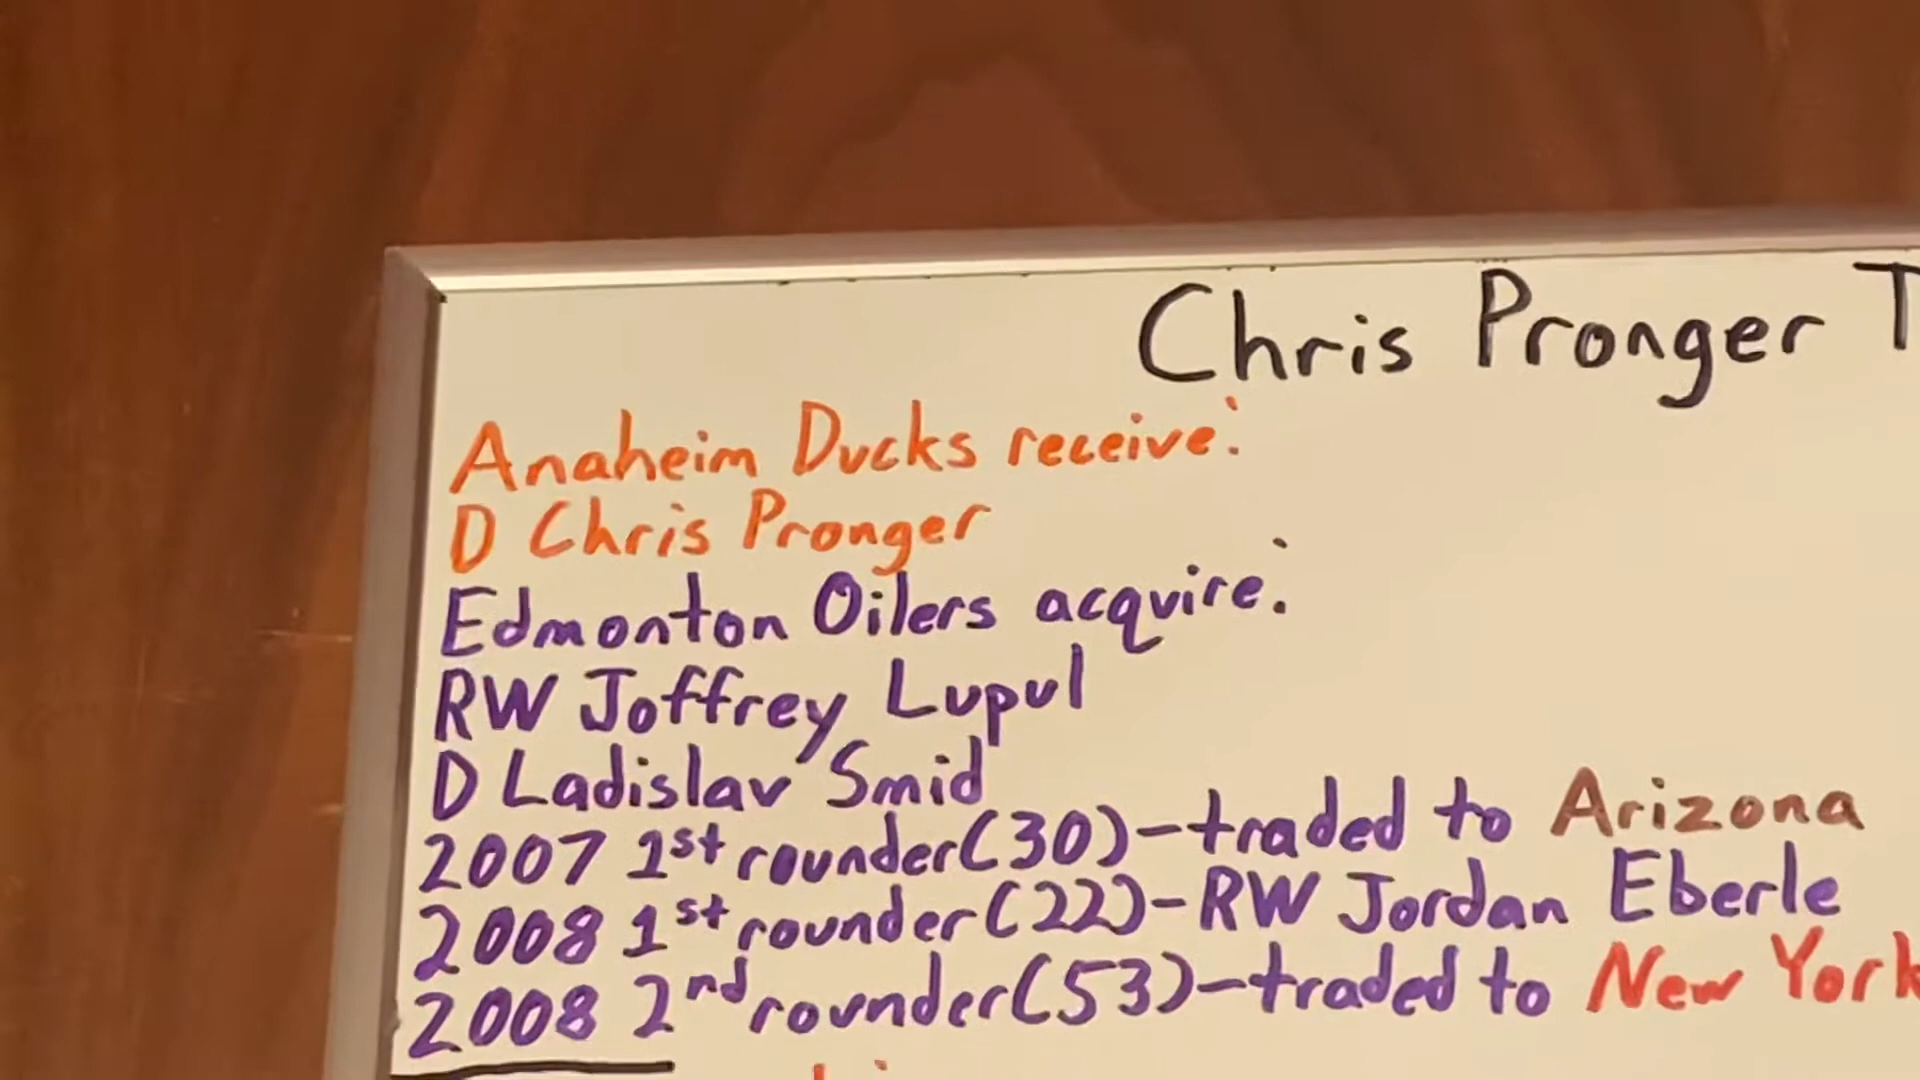 Chris Pronger T
Anaheim Ducks receive:
D Chris Pronger
Edmonton Oilers acquire:
RW Joffrey Lupul
D Ladislav Smid
2007 1st rounder(30)-traded to Arizona
2008 1st rounder(22)-RW Jordan Eberle
2008 2nd rounder(53)-traded to New York